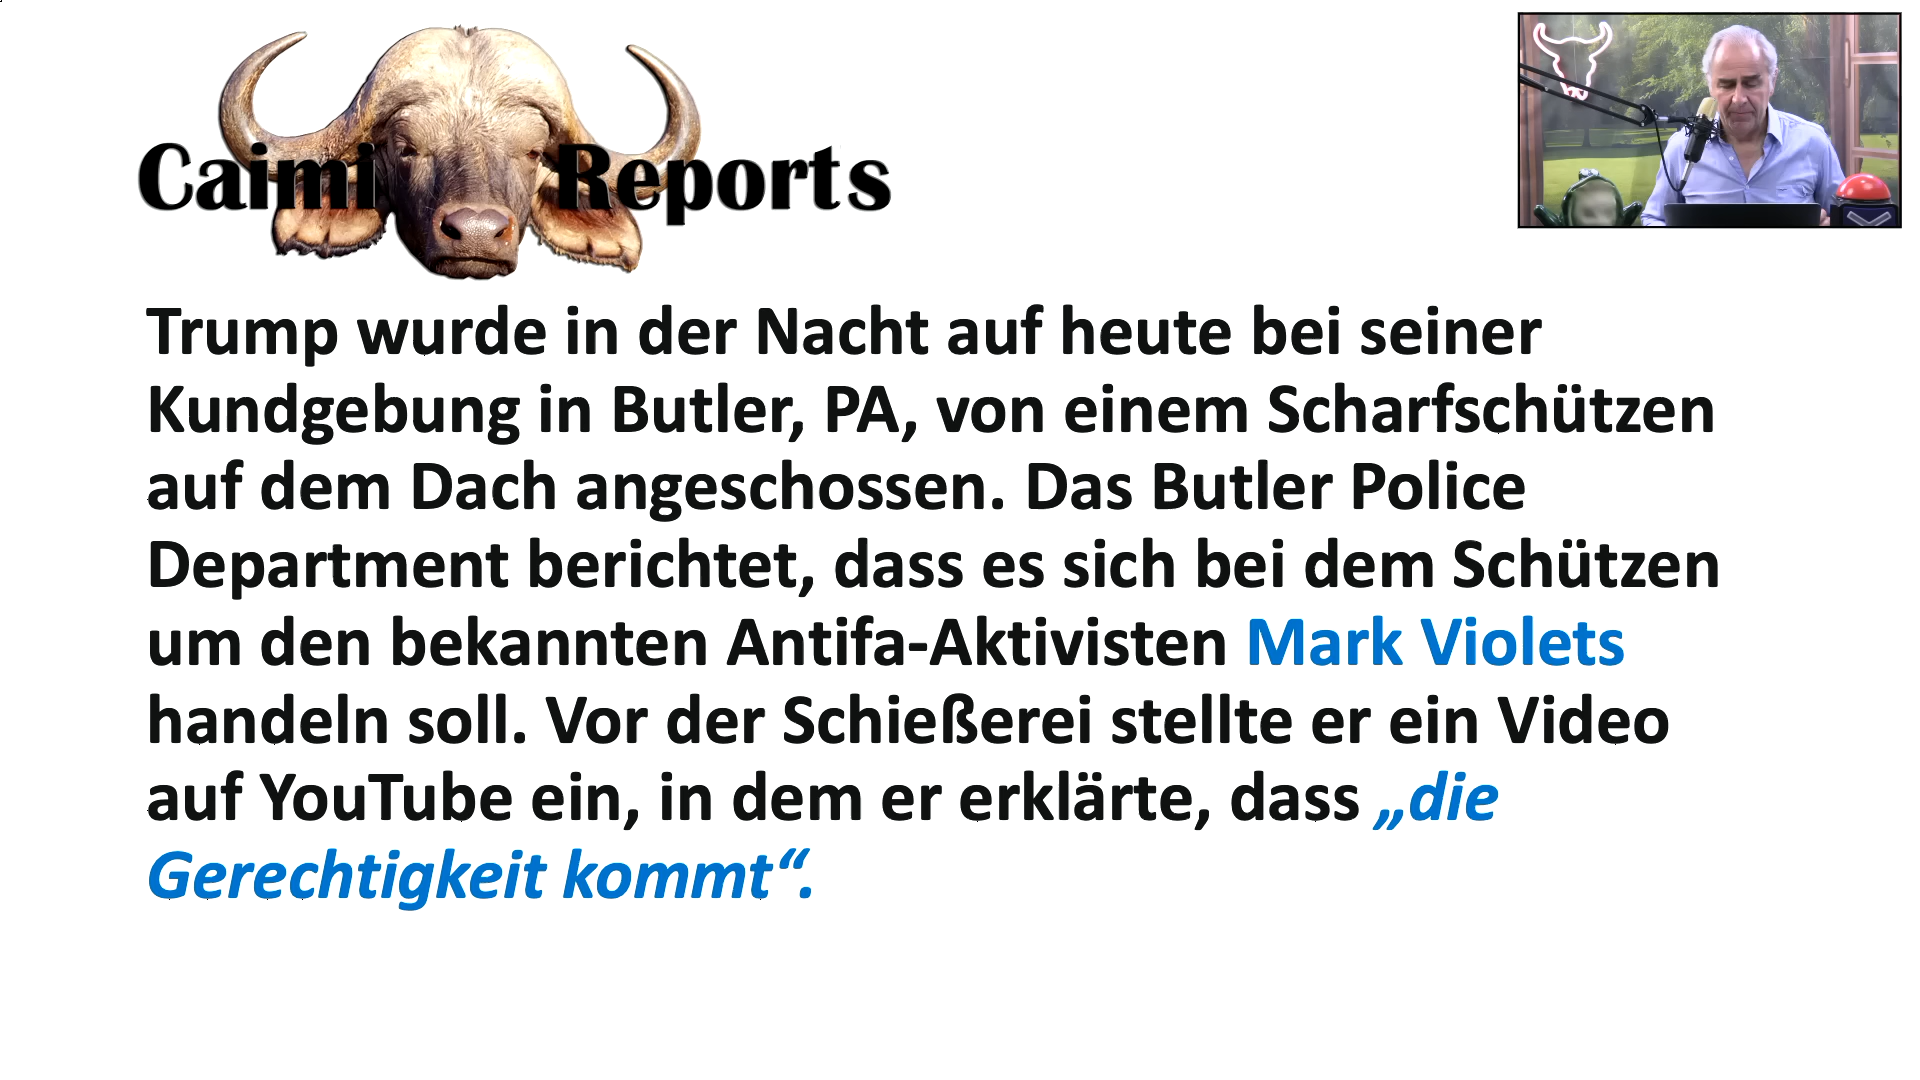 Caimi Reports
Trump wurde in der Nacht auf heute bei seiner
Kundgebung in Butler, PA, von einem Scharfschützen
auf dem Dach angeschossen. Das Butler Police
Department berichtet, dass es sich bei dem Schützen
um den bekannten Antifa-Aktivisten Mark Violets
handeln soll. Vor der Schießerei stellte er ein Video
auf YouTube ein, in dem er erklärte, dass „die
Gerechtigkeit kommt“.